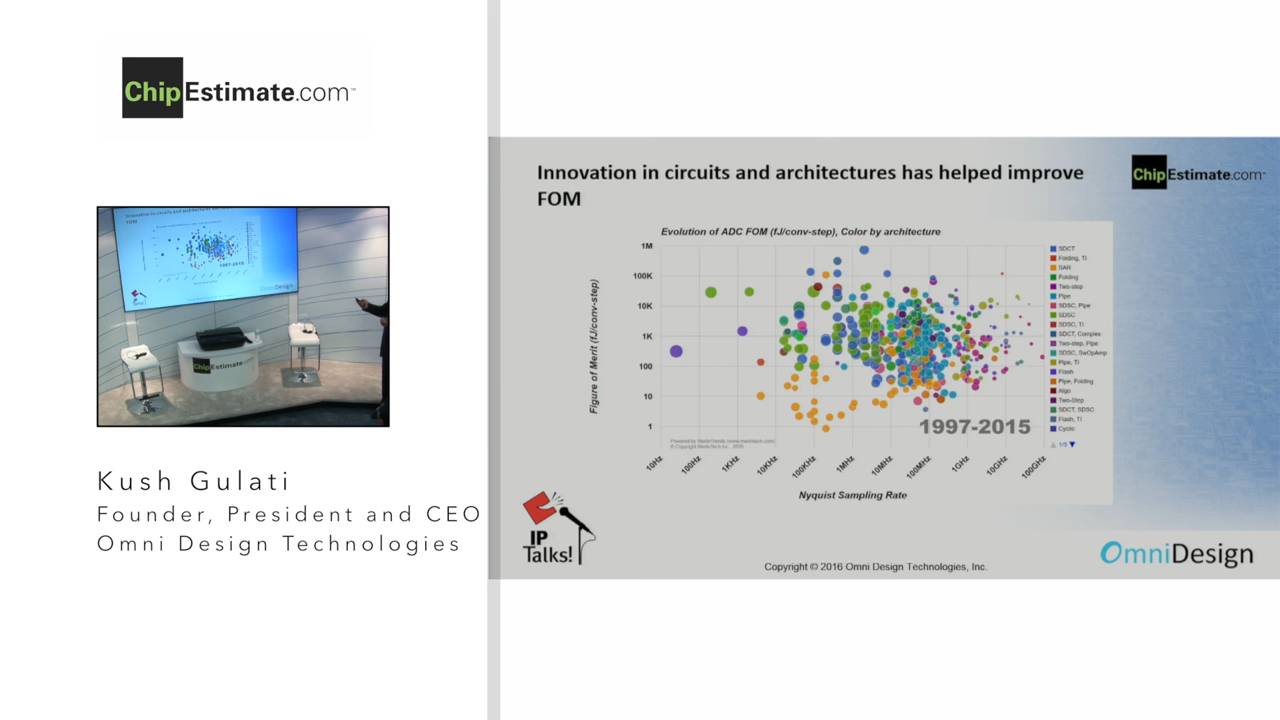 ChipEstimate.com™
Kush Gulati
Founder, President and CEO
Omni Design Technologies
Innovation in circuits and architectures has helped improve
FOM
ChipEstimate.com
Evolution of ADC FOM (fJ/conv-step), Color by architecture
Figure of Merit (fJ/conv-step)
1M
100K
10K
1K
100
10
1
10Hz
100Hz
1KHz
10KHz
100KHz
1MHz
10MHz
100MHz
1GHz
10GHz
100GHz
Nyquist Sampling Rate
1997-2015
SDCT
Folding, TI
SAR
Folding
Two-step
Pipe
SDSC, Pipe
SDSC
SDSC, TI
SDCT, Complex
Two-step, Pipe
SDSC, SwOpAmp
Pipe, TI
Flash
Pipe, Folding
Algo
Two-Step
SDCT, SDSC
Flash, TI
Cyclic
1/3
IP
Talks!
Copyright © 2016 Omni Design Technologies, Inc.
OmniDesign